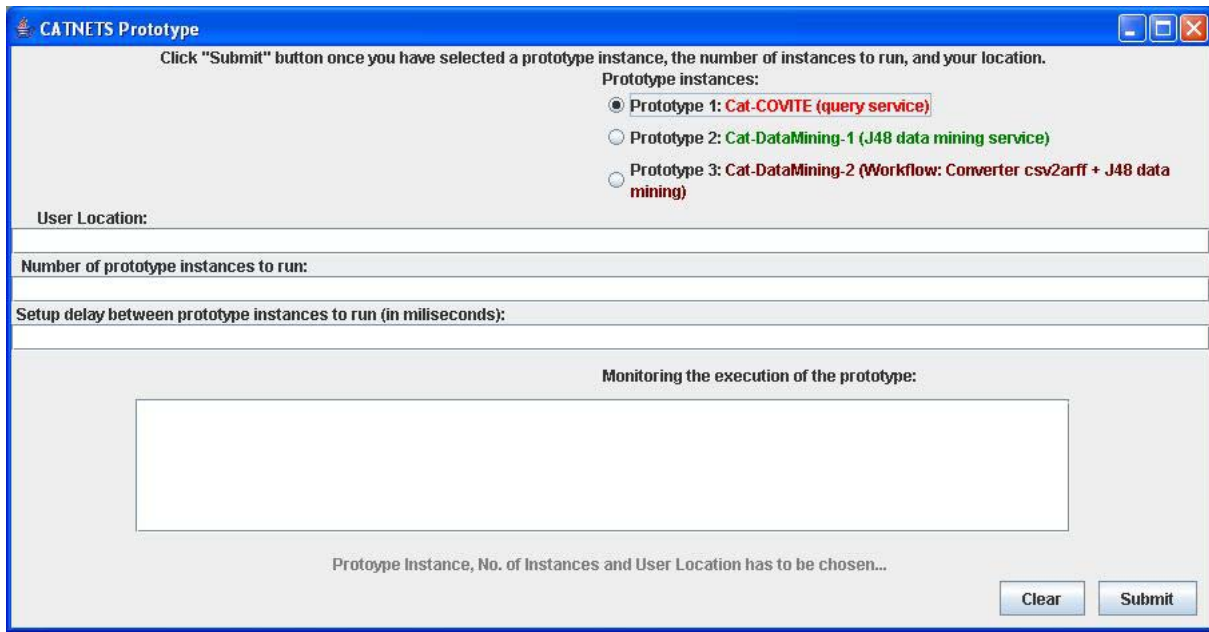 CATNETS Prototype
Click "Submit" button once you have selected a prototype instance, the number of instances to run, and your location.
Prototype instances:
Prototype 1: Cat-COVITE (query service)
Prototype 2: Cat-DataMining-1 (J48 data mining service)
Prototype 3: Cat-DataMining-2 (Workflow: Converter csv2arff + J48 data
mining)
User Location:
Number of prototype instances to run:
Setup delay between prototype instances to run (in miliseconds):
Monitoring the execution of the prototype:
Protoype Instance, No. of Instances and User Location has to be chosen...
Clear
Submit